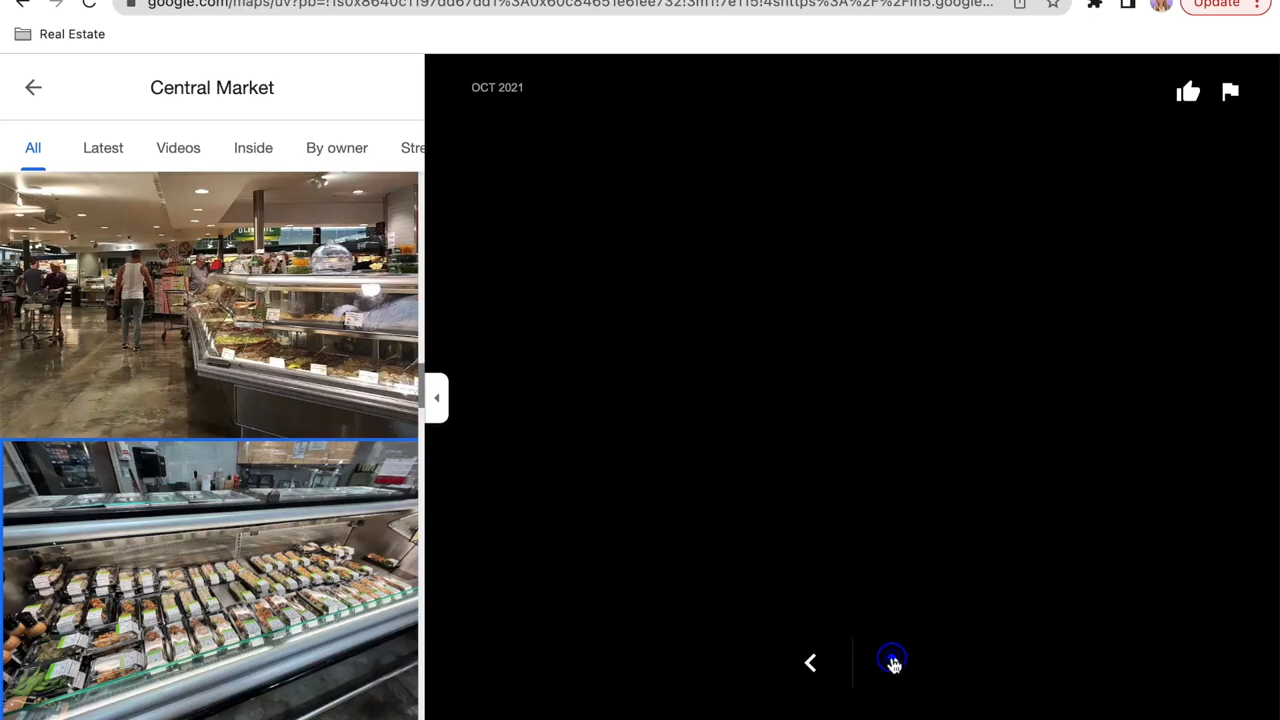 google.com/maps/uv?pb=!1s0x8640c1197dd67dd1%3A0x60c84651e6fee732!3m1!7e115!4shttps%3A%2F%2Flh5.google...
Update
Real Estate
Central Market
OCT 2021
All
Latest
Videos
Inside
By owner
Stre